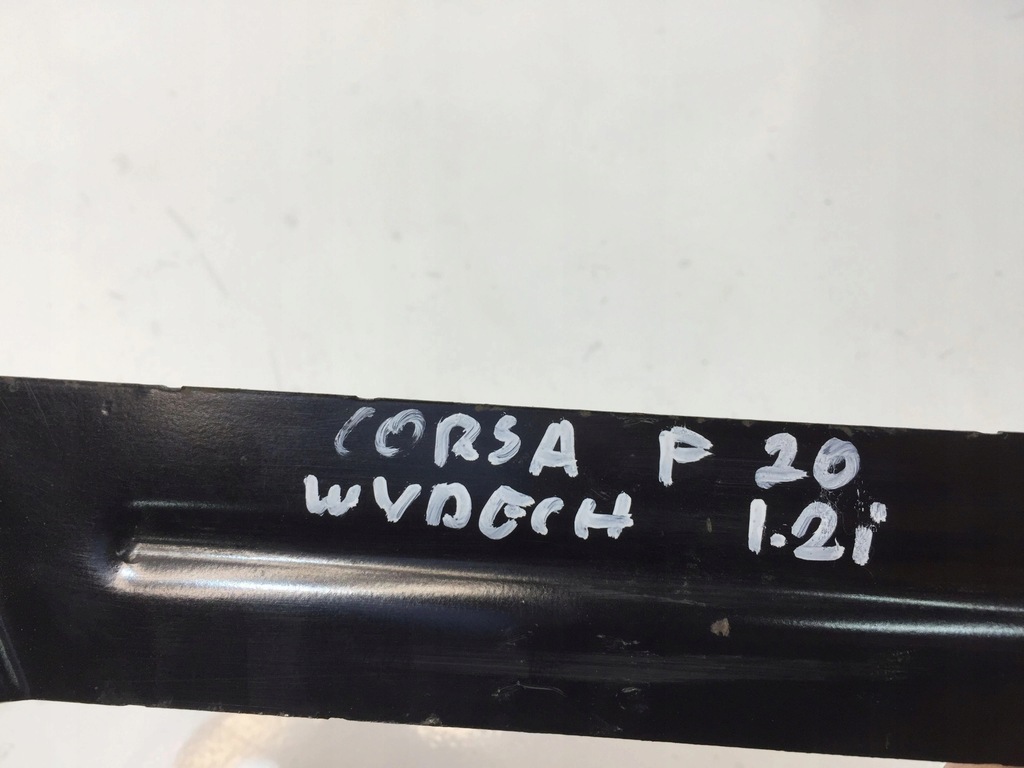 CORSA P 20
WYDECH 1.2i